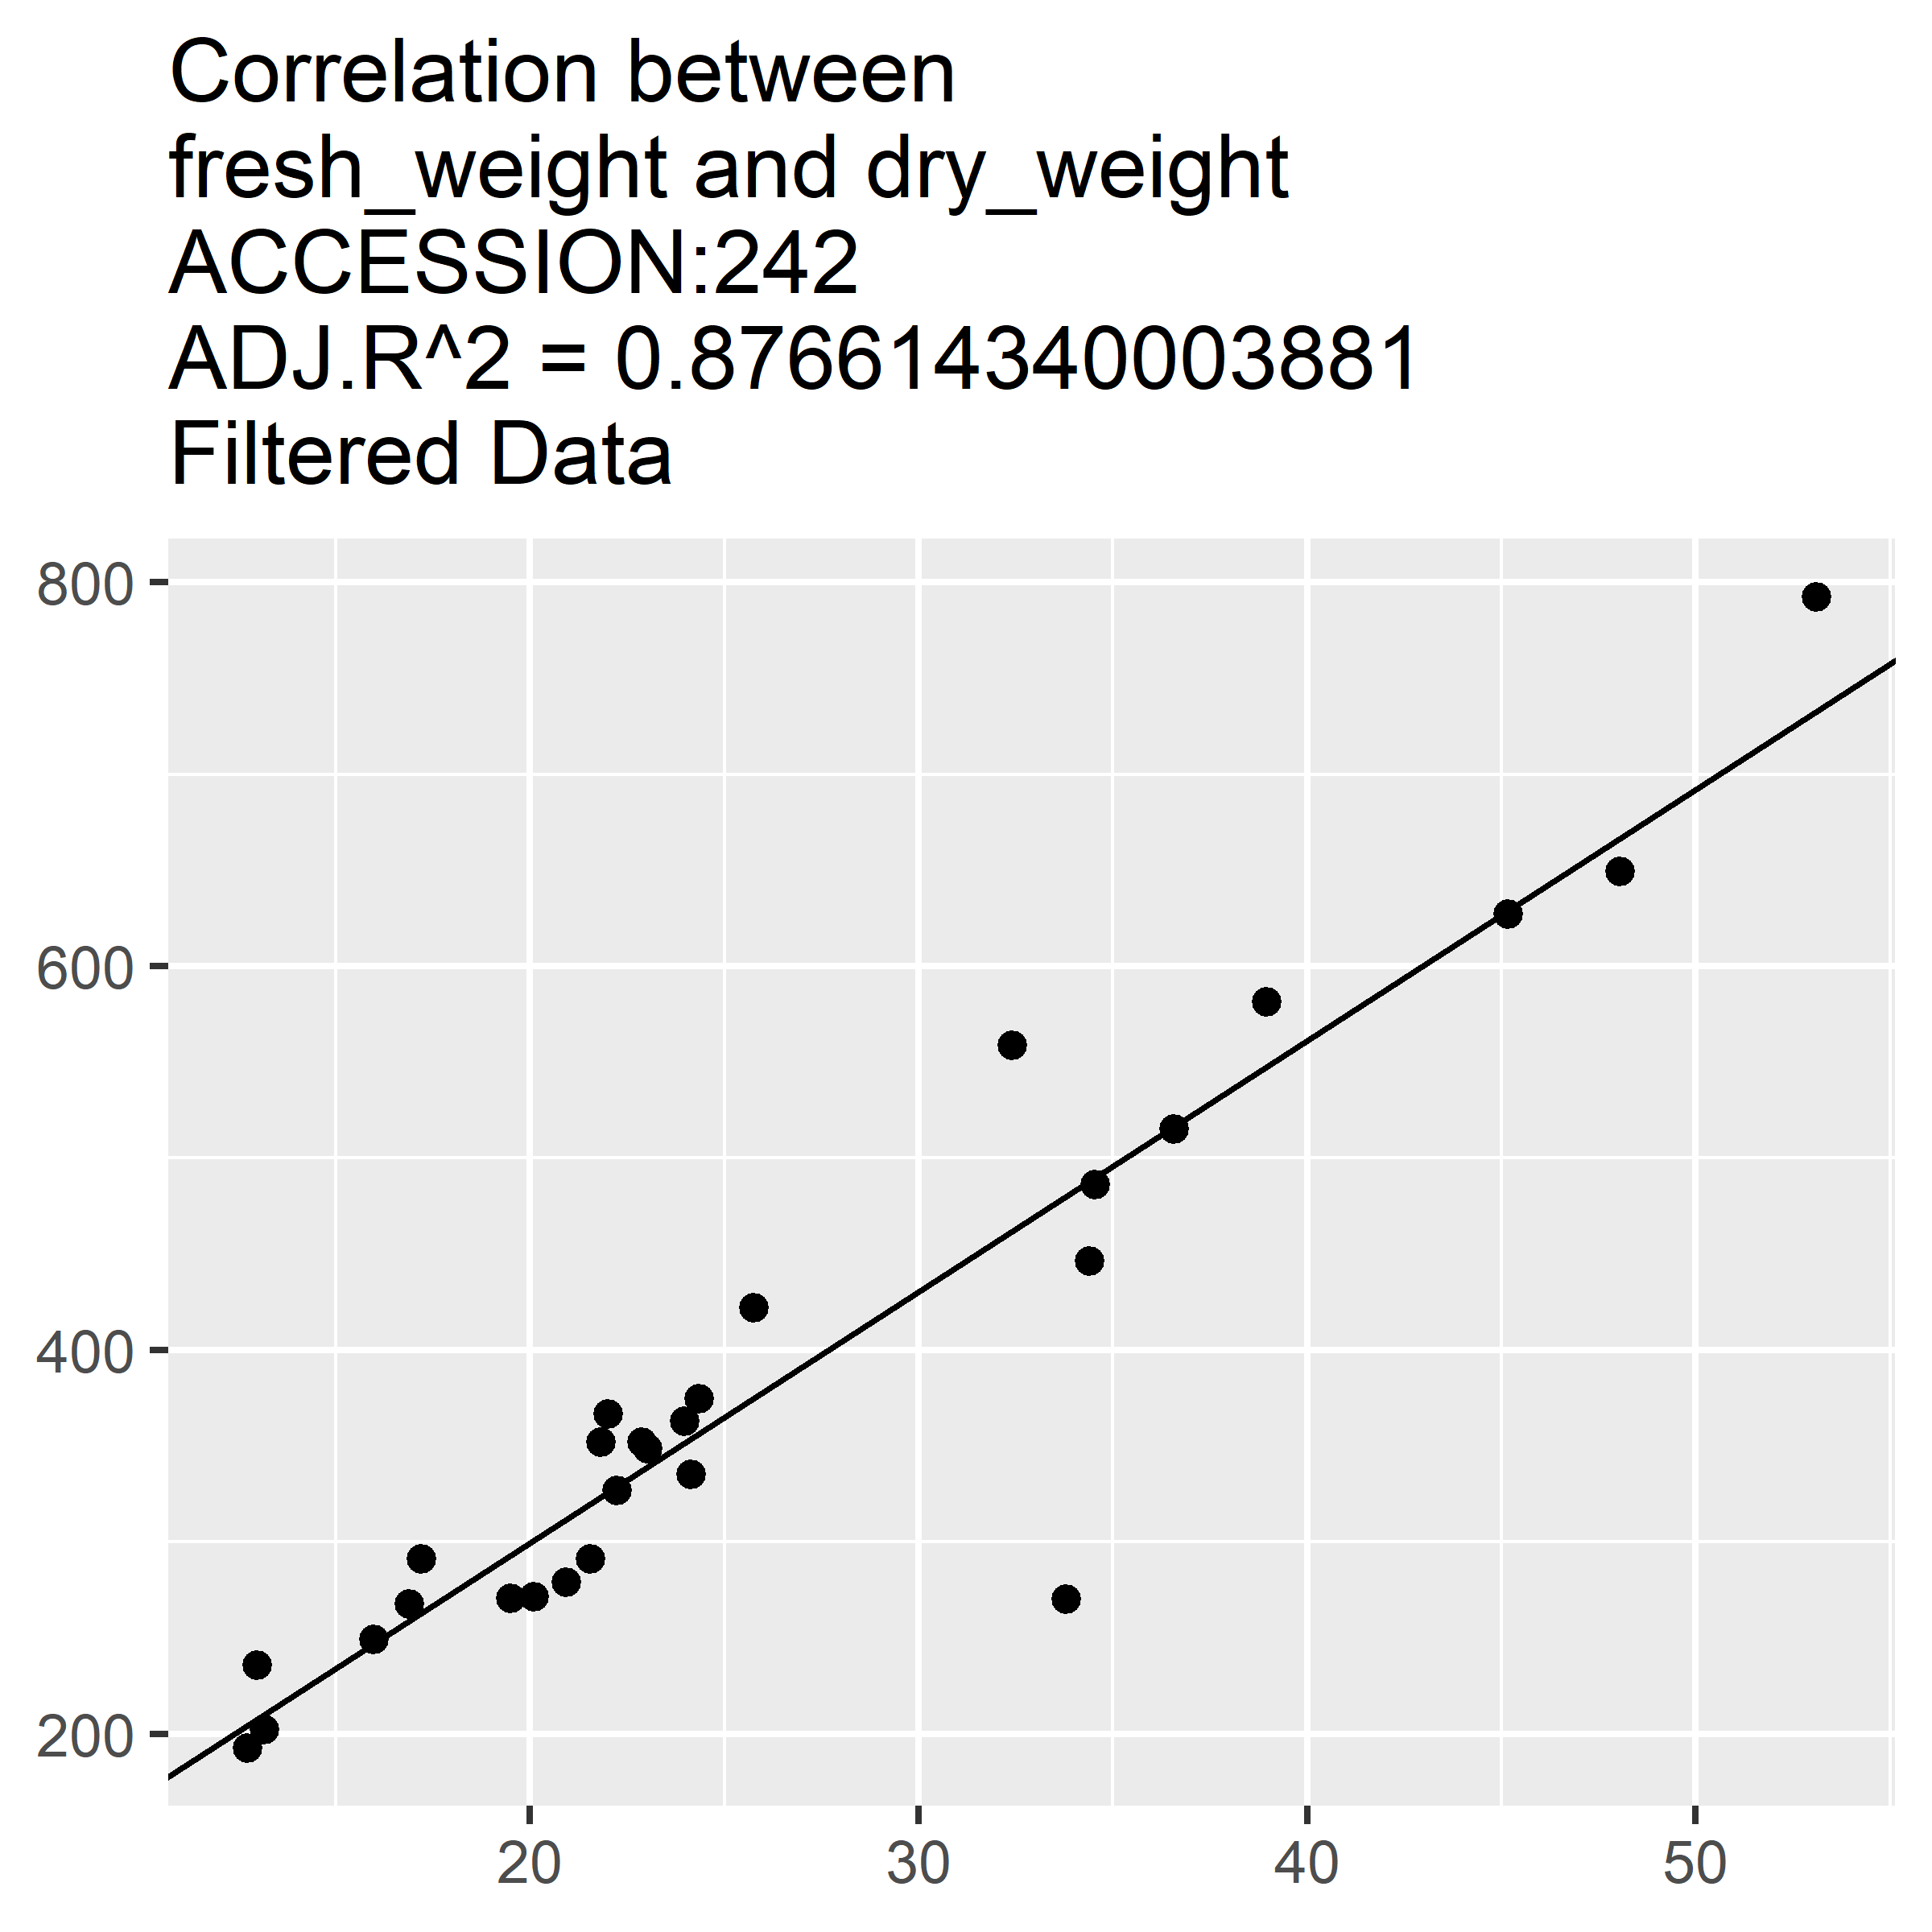 Correlation between
fresh_weight and dry_weight
ACCESSION:242
ADJ.R^2 = 0.876614340003881
Filtered Data
800
600
400
200
20 30 40 50